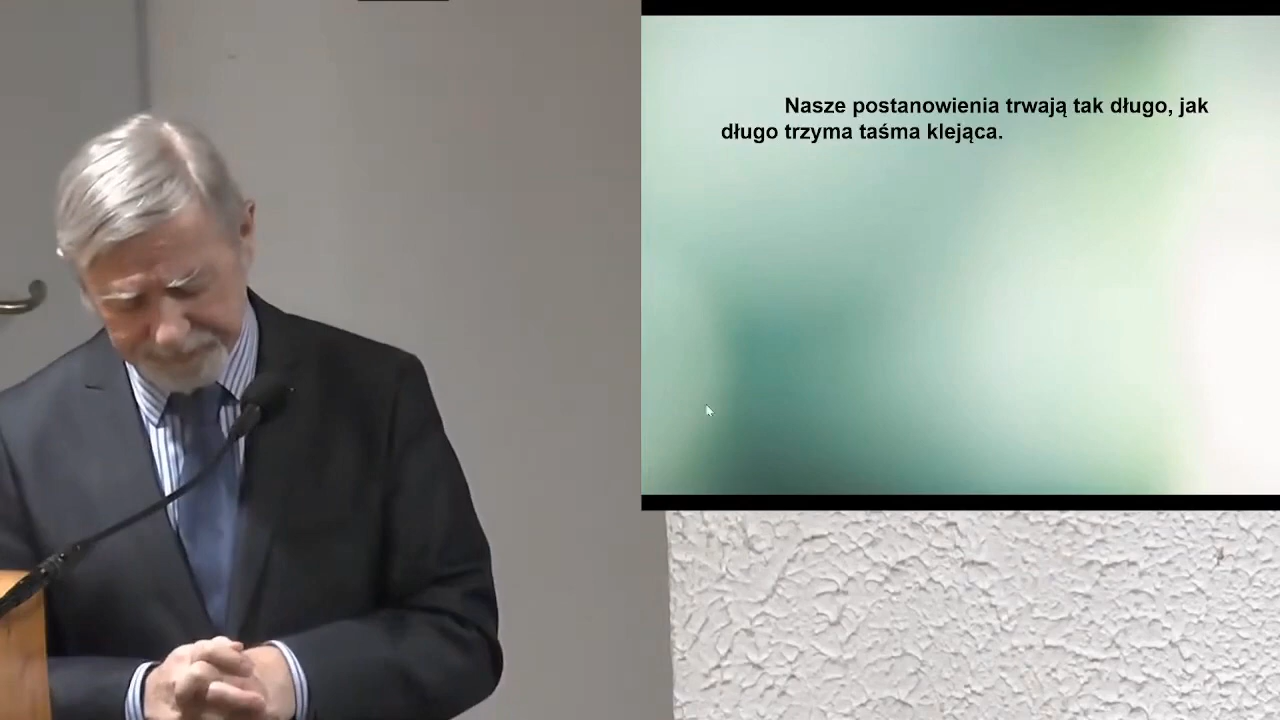 Nasze postanowienia trwają tak długo, jak
długo trzyma taśma klejąca.